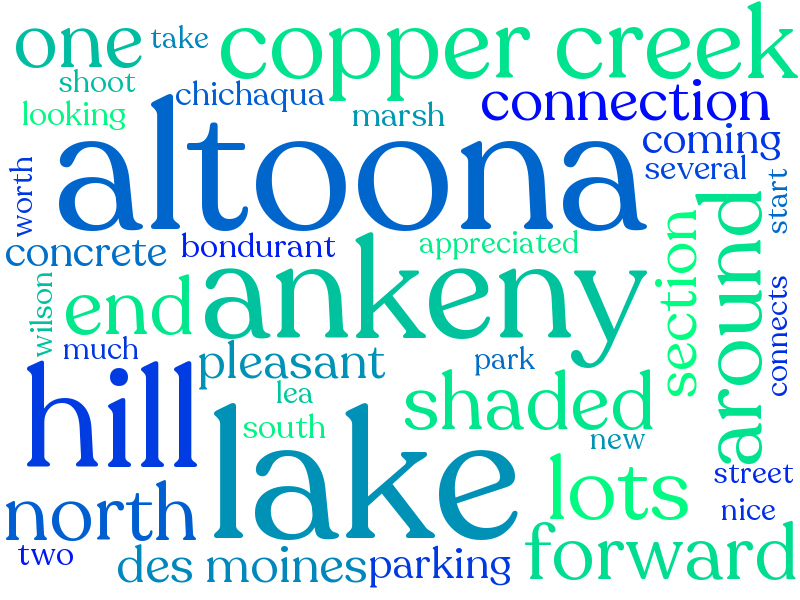 one
take
copper creek
shoot
chichaqua
looking
marsh
connection
coming
altoona
several
worth
start
concrete
bondurant
appreciated
around
section
wilson
end
ankeny
connects
much
pleasant
park
hill
lea
shaded
south
lake
new
lots
street
north
nice
two
des moines
parking
forward